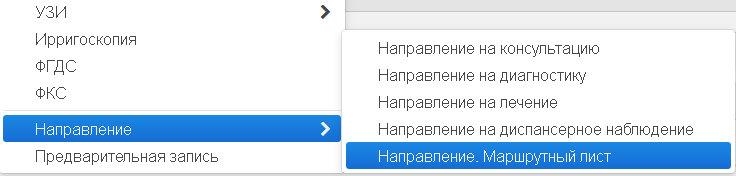 УЗИ
Ирригоскопия
ФГДС
ФКС
Направление
Предварительная запись
Направление на консультацию
Направление на диагностику
Направление на лечение
Направление на диспансерное наблюдение
Направление. Маршрутный лист